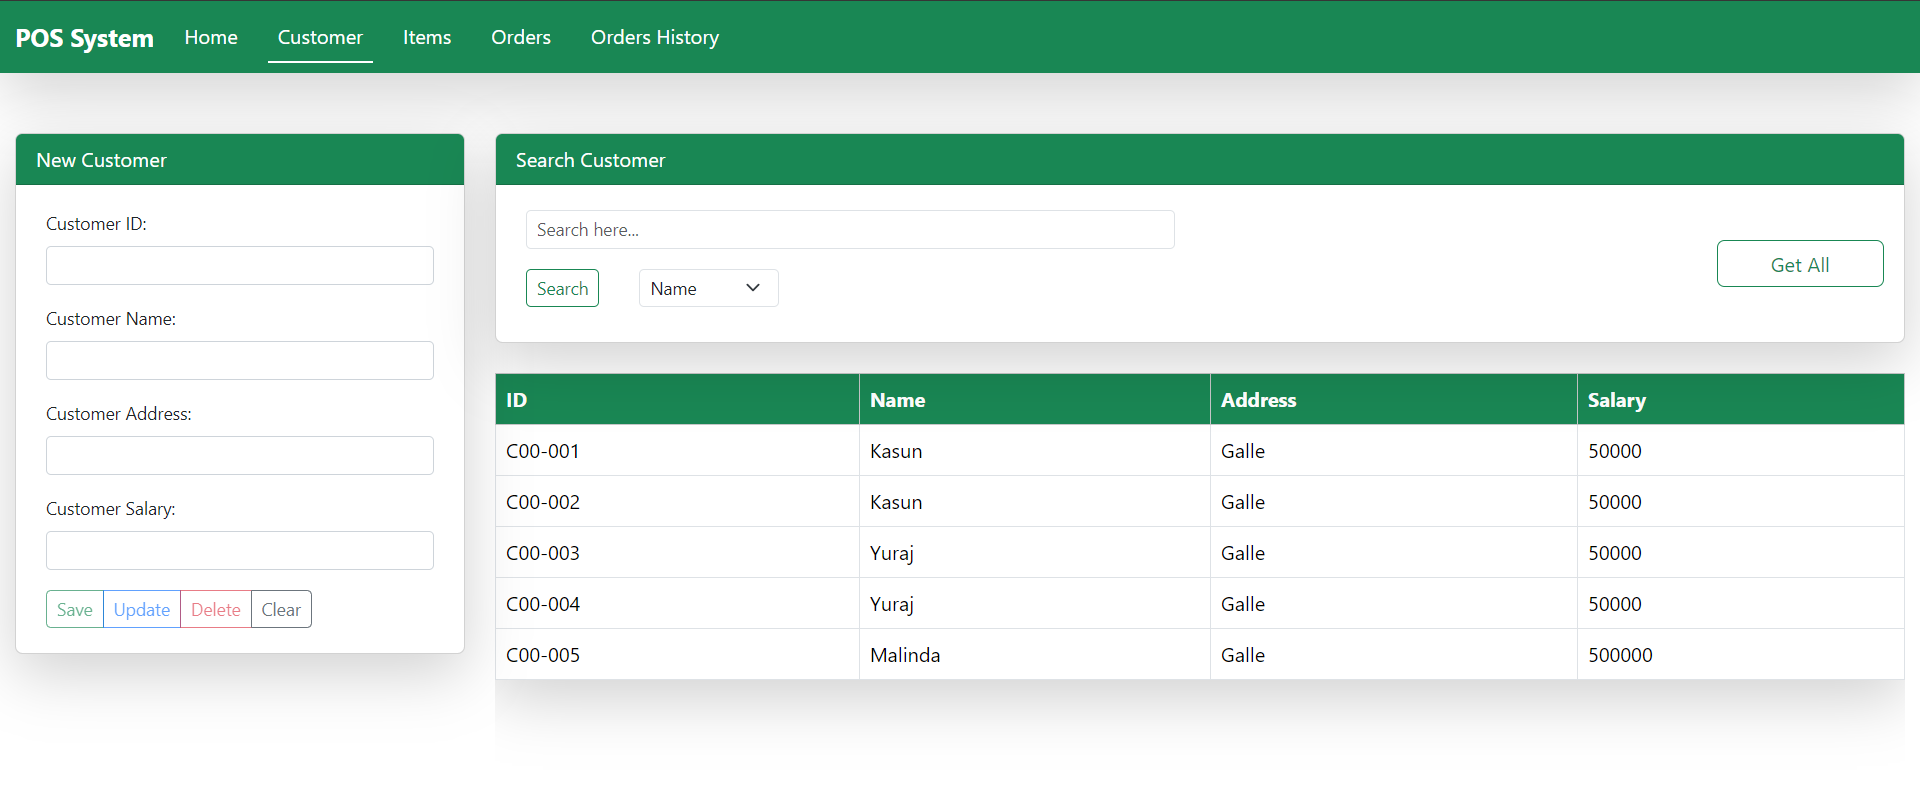 POS System Home Customer Items Orders Orders History
New Customer
Customer ID:
Customer Name:
Customer Address:
Customer Salary:
Save Update Delete Clear
Search Customer
Search here...
Search Name
Get All
ID Name Address Salary
C00-001 Kasun Galle 50000
C00-002 Kasun Galle 50000
C00-003 Yuraj Galle 50000
C00-004 Yuraj Galle 50000
C00-005 Malinda Galle 500000